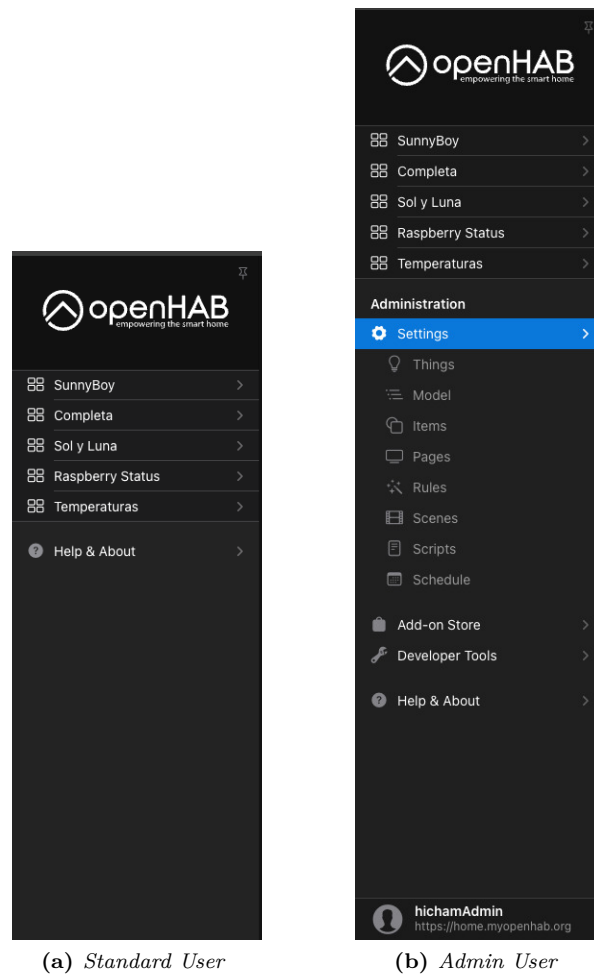 openHAB
empowering the smart home
SunnyBoy
Completa
Sol y Luna
Raspberry Status
Temperaturas
Help & About
(a) Standard User
openHAB
empowering the smart home
SunnyBoy
Completa
Sol y Luna
Raspberry Status
Temperaturas
Administration
Settings
Things
Model
Items
Pages
Rules
Scenes
Scripts
Schedule
Add-on Store
Developer Tools
Help & About
hichamAdmin
https://home.myopenhab.org
(b) Admin User